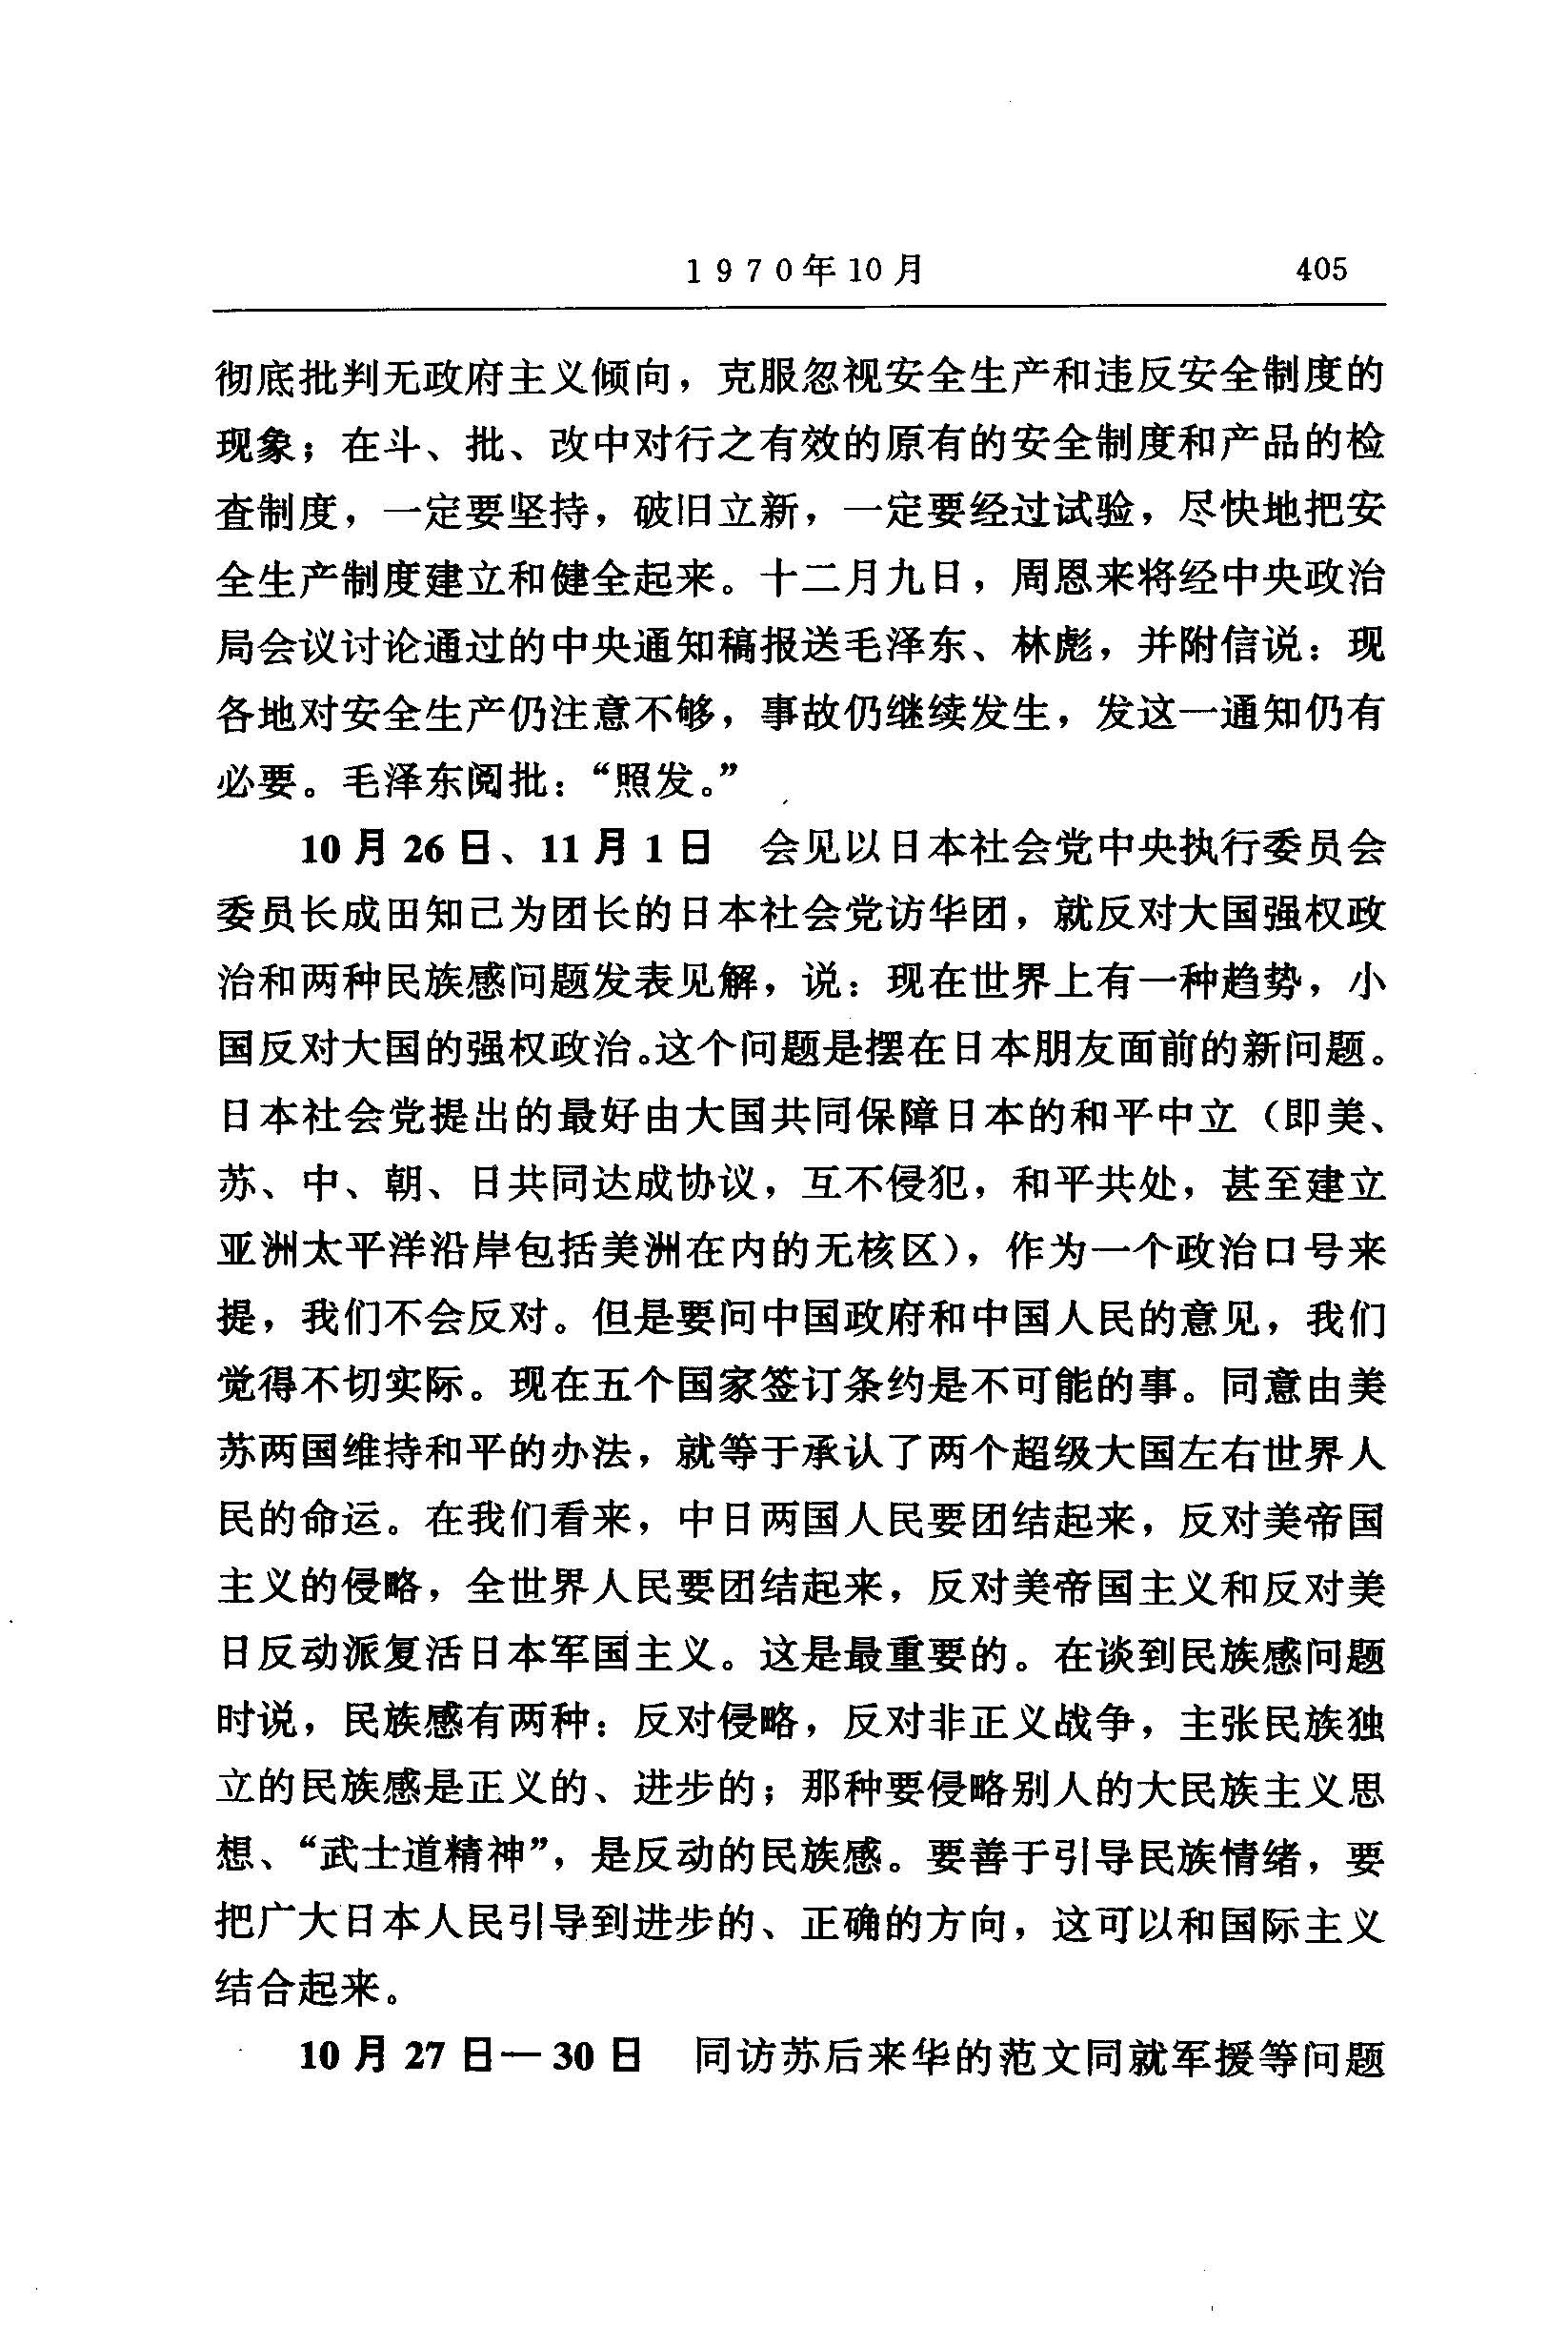 1970年10月 405
彻底批判无政府主义倾向，克服忽视安全生产和违反安全制度的
现象；在斗、批、改中对行之有效的原有的安全制度和产品的检
查制度，一定要坚持，破旧立新，一定要经过试验，尽快地把安
全生产制度建立和健全起来。十二月九日，周恩来将经中央政治
局会议讨论通过的中央通知稿报送毛泽东、林彪，并附信说：现
各地对安全生产仍注意不够，事故仍继续发生，发这一通知仍有
必要。毛泽东阅批：“照发。”
10月26日、11月1日 会见以日本社会党中央执行委员会
委员长成田知己为团长的日本社会党访华团，就反对大国强权政
治和两种民族感问题发表见解，说：现在世界上有一种趋势，小
国反对大国的强权政治。这个问题是摆在日本朋友面前的新问题。
日本社会党提出的最好由大国共同保障日本的和平中立（即美、
苏、中、朝、日共同达成协议，互不侵犯，和平共处，甚至建立
亚洲太平洋沿岸包括美洲在内的无核区），作为一个政治口号来
提，我们不会反对。但是要问中国政府和中国人民的意见，我们
觉得不切实际。现在五个国家签订条约是不可能的事。同意由美
苏两国维持和平的办法，就等于承认了两个超级大国左右世界人
民的命运。在我们看来，中日两国人民要团结起来，反对美帝国
主义的侵略，全世界人民要团结起来，反对美帝国主义和反对美
日反动派复活日本军国主义。这是最重要的。在谈到民族感问题
时说，民族感有两种：反对侵略，反对非正义战争，主张民族独
立的民族感是正义的、进步的；那种要侵略别人的大民族主义思
想、“武士道精神”，是反动的民族感。要善于引导民族情绪，要
把广大日本人民引导到进步的、正确的方向，这可以和国际主义
结合起来。
10月27日—30日 同访苏后来华的范文同就军援等问题